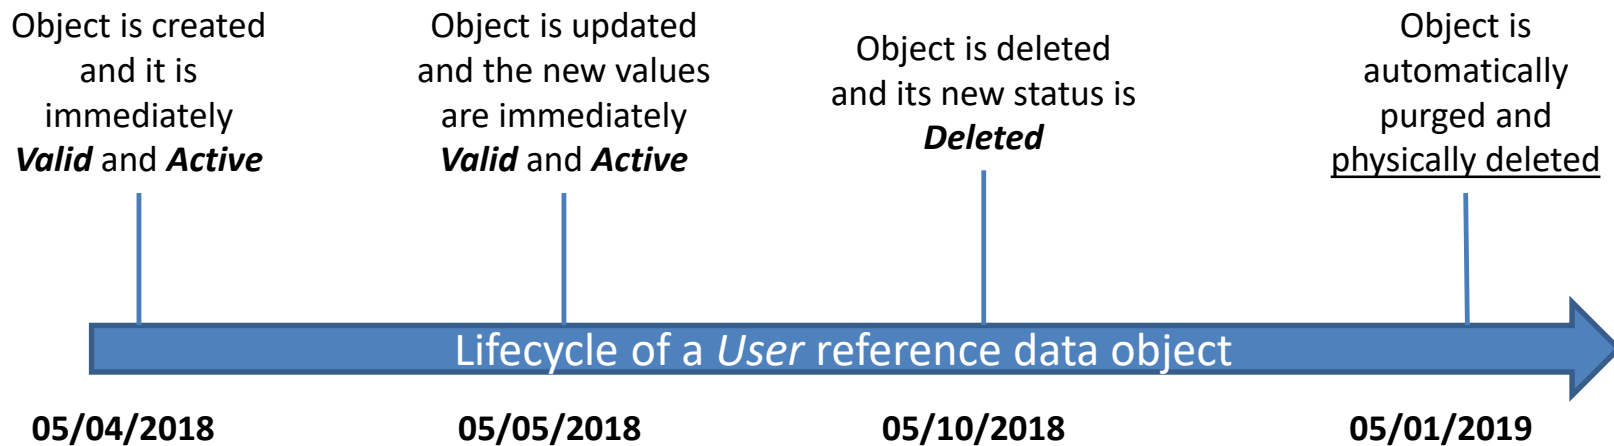 Object is created
and it is
immediately
Valid and Active
Object is updated
and the new values
are immediately
Valid and Active
Object is deleted
and its new status is
Deleted
Object is
automatically
purged and
physically deleted
Lifecycle of a User reference data object
05/04/2018
05/05/2018
05/10/2018
05/01/2019